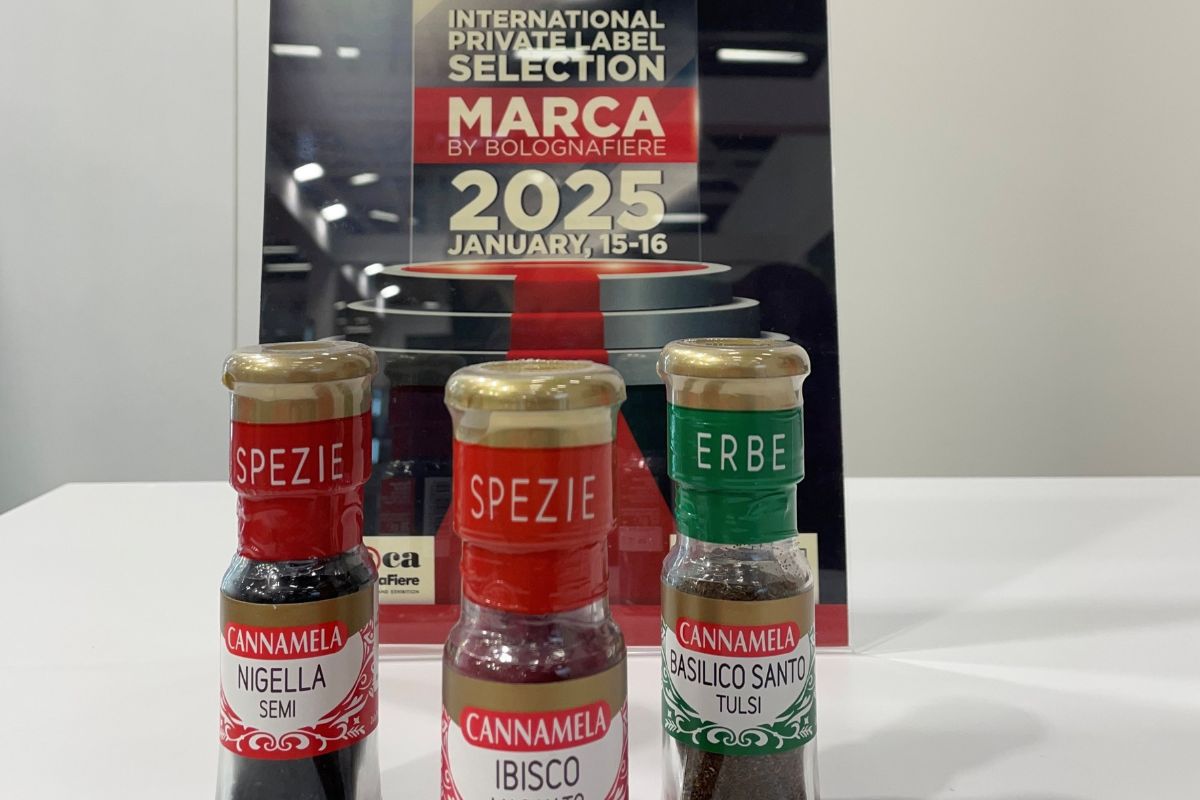 INTERNATIONAL
PRIVATE LABEL
SELECTION
MARCA
BY BOLOGNAFIERE
2025
JANUARY, 15-16
SPEZIE
CANNAMELA
NIGELLA
SEMI
SPEZIE
CANNAMELA
IBISCO
ERBE
CANNAMELA
BASILICO SANTO
TULSI